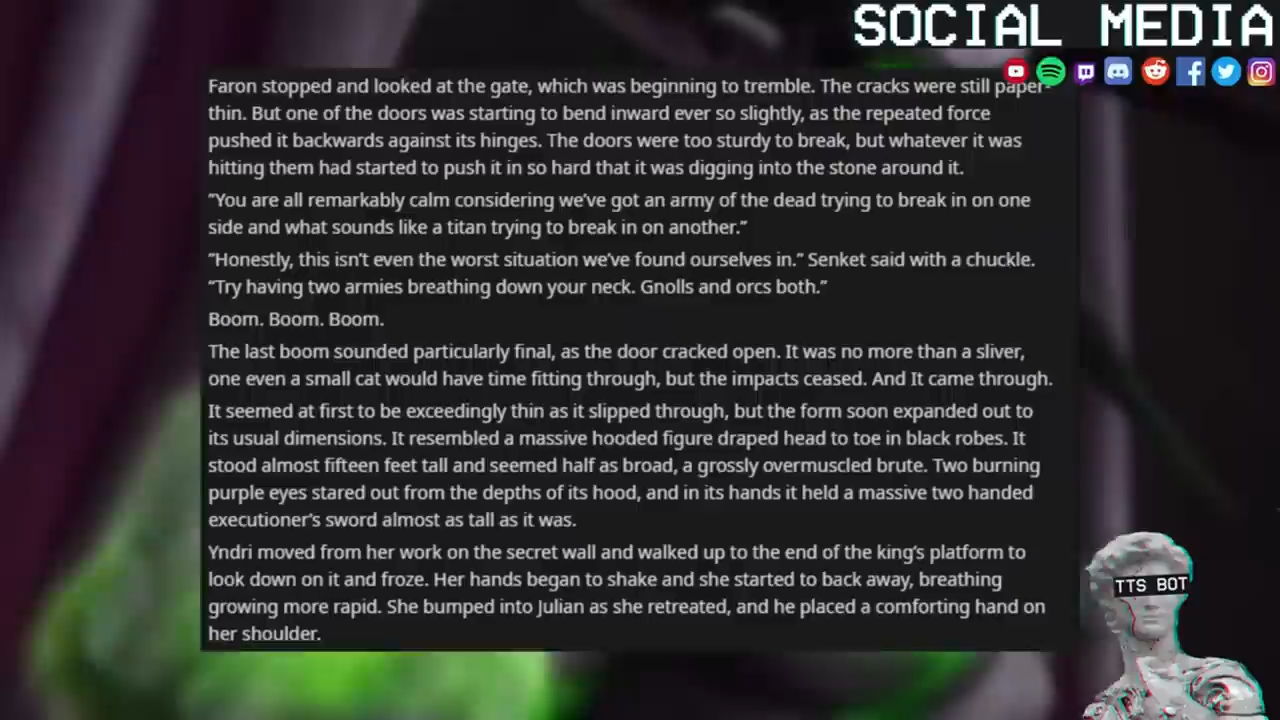 SOCIAL MEDIA
Faron stopped and looked at the gate, which was beginning to tremble. The cracks were still paper-
thin. But one of the doors was starting to bend inward ever so slightly, as the repeated force
pushed it backwards against its hinges. The doors were too sturdy to break, but whatever it was
hitting them had started to push it in so hard that it was digging into the stone around it.
“You are all remarkably calm considering we’ve got an army of the dead trying to break in on one
side and what sounds like a titan trying to break in on another.”
“Honestly, this isn’t even the worst situation we’ve found ourselves in.” Senket said with a chuckle.
“Try having two armies breathing down your neck. Gnolls and orcs both.”
Boom. Boom. Boom.
The last boom sounded particularly final, as the door cracked open. It was no more than a sliver,
one even a small cat would have time fitting through, but the impacts ceased. And It came through.
It seemed at first to be exceedingly thin as it slipped through, but the form soon expanded out to
its usual dimensions. It resembled a massive hooded figure draped head to toe in black robes. It
stood almost fifteen feet tall and seemed half as broad, a grossly overmuscled brute. Two burning
purple eyes stared out from the depths of its hood, and in its hands it held a massive two handed
executioner’s sword almost as tall as it was.
Yndri moved from her work on the secret wall and walked up to the end of the king’s platform to
look down on it and froze. Her hands began to shake and she started to back away, breathing
growing more rapid. She bumped into Julian as she retreated, and he placed a comforting hand on
her shoulder.
TTS BOT